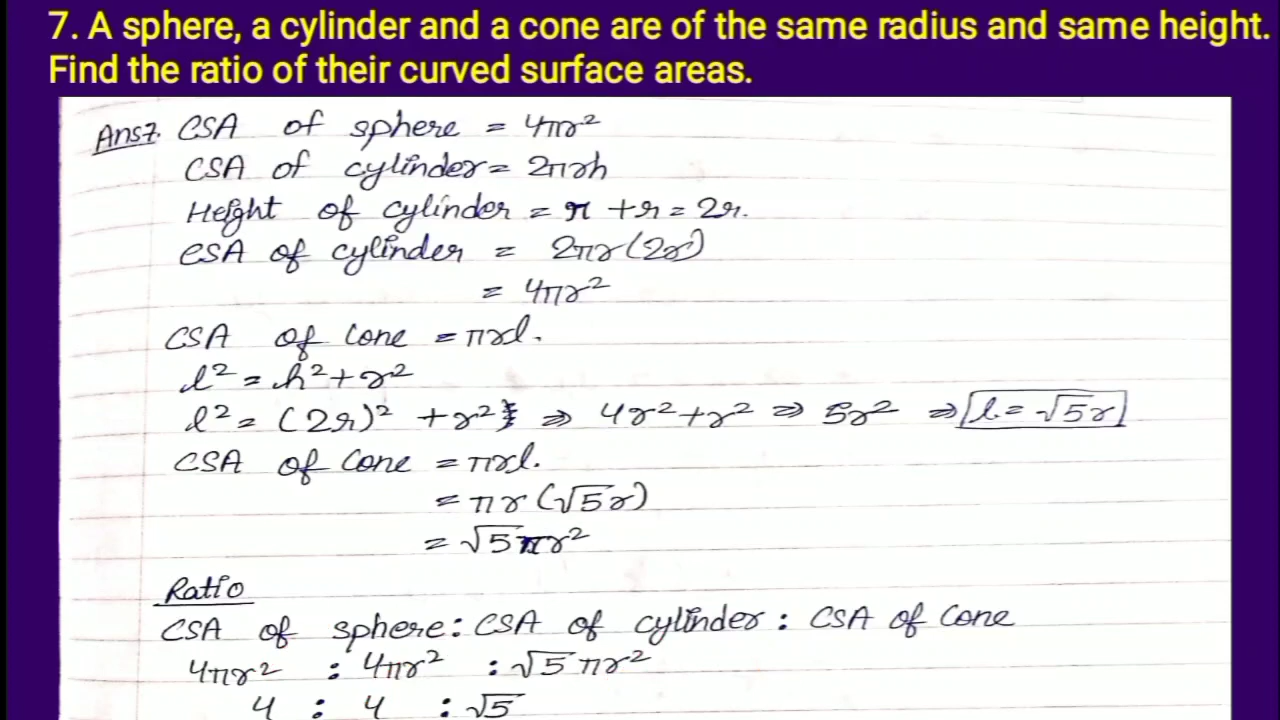 7. A sphere, a cylinder and a cone are of the same radius and same height.
Find the ratio of their curved surface areas.
Ans7. CSA of sphere = 4πr²
CSA of cylinder = 2πrh
Height of cylinder = r + r = 2r.
CSA of cylinder = 2πr(2r)
= 4πr²
CSA of Cone = πrl.
l² = h² + r²
l² = (2r)² + r² ⇒ 4r² + r² ⇒ 5r² ⇒ l = √5r
CSA of Cone = πrl.
= πr(√5r)
= √5πr²
Ratio
CSA of sphere : CSA of cylinder : CSA of Cone
4πr² : 4πr² : √5πr²
4 : 4 : √5